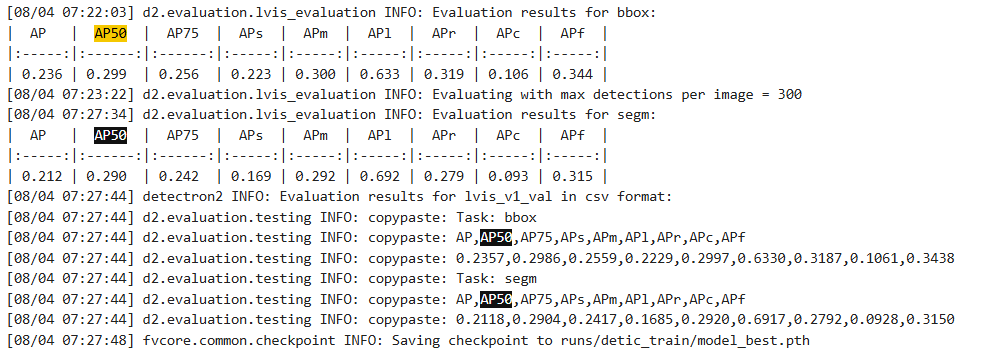 [08/04 07:22:03] d2.evaluation.lvis_evaluation INFO: Evaluation results for bbox:
|  AP   |  AP50  |  AP75  |  APs  |  APm  |  APl  |  APr  |  APc  |  APf  |
|:-----:|:------:|:------:|:-----:|:-----:|:-----:|:-----:|:-----:|:-----:|
| 0.236 | 0.299  | 0.256  | 0.223 | 0.300 | 0.633 | 0.319 | 0.106 | 0.344 |
[08/04 07:23:22] d2.evaluation.lvis_evaluation INFO: Evaluating with max detections per image = 300
[08/04 07:27:34] d2.evaluation.lvis_evaluation INFO: Evaluation results for segm:
|  AP   |  AP50  |  AP75  |  APs  |  APm  |  APl  |  APr  |  APc  |  APf  |
|:-----:|:------:|:------:|:-----:|:-----:|:-----:|:-----:|:-----:|:-----:|
| 0.212 | 0.290  | 0.242  | 0.169 | 0.292 | 0.692 | 0.279 | 0.093 | 0.315 |
[08/04 07:27:44] detectron2 INFO: Evaluation results for lvis_v1_val in csv format:
[08/04 07:27:44] d2.evaluation.testing INFO: copypaste: Task: bbox
[08/04 07:27:44] d2.evaluation.testing INFO: copypaste: AP,AP50,AP75,APs,APm,APl,APr,APc,APf
[08/04 07:27:44] d2.evaluation.testing INFO: copypaste: 0.2357,0.2986,0.2559,0.2229,0.2997,0.6330,0.3187,0.1061,0.3438
[08/04 07:27:44] d2.evaluation.testing INFO: copypaste: Task: segm
[08/04 07:27:44] d2.evaluation.testing INFO: copypaste: AP,AP50,AP75,APs,APm,APl,APr,APc,APf
[08/04 07:27:44] d2.evaluation.testing INFO: copypaste: 0.2118,0.2904,0.2417,0.1685,0.2920,0.6917,0.2792,0.0928,0.3150
[08/04 07:27:48] fvcore.common.checkpoint INFO: Saving checkpoint to runs/detic_train/model_best.pth